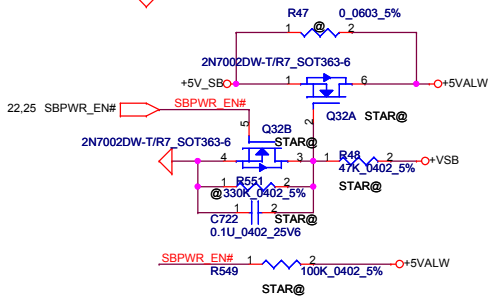 R47 @ 0_0603_5%
1 2
2N7002DW-T/R7_SOT363-6
+5V_SB 1 6 +5VALW
Q32A STAR@
2
22,25 SBPWR_EN# SBPWR_EN#
5
Q32B
2N7002DW-T/R7_SOT363-6 STAR@
4 3
1 R48 2 +VSB
47K_0402_5%
STAR@
R551
1 2
@ 330K_0402_5%
C722 1 2 STAR@
0.1U_0402_25V6
SBPWR_EN# 1 2 +5VALW
R549 100K_0402_5%
STAR@